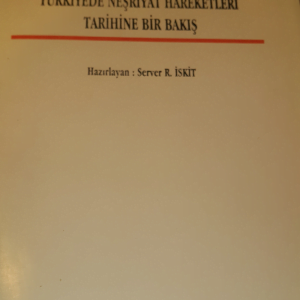 TÜRKİYEDE NEŞRİYAT HAREKETLERİ
TARİHİNE BİR BAKIŞ
Hazırlayan : Server R. İSKİT